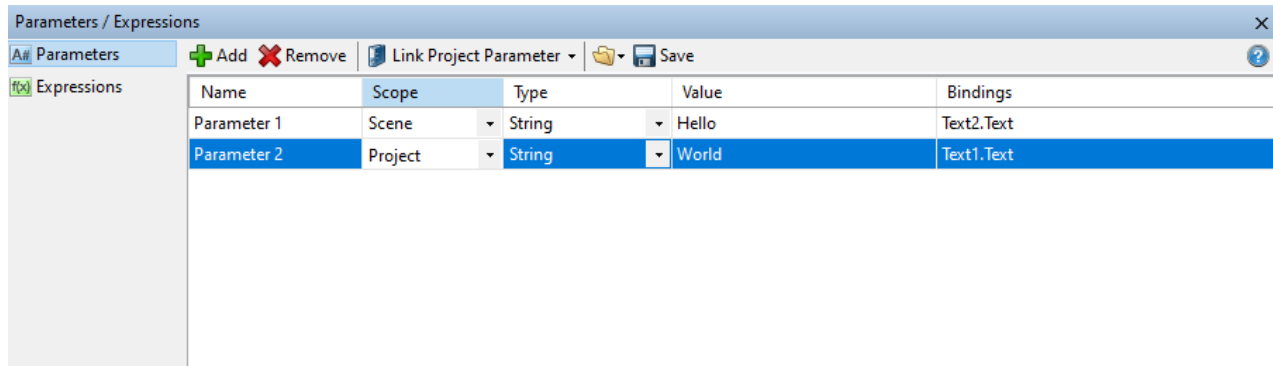 Parameters / Expressions
A# Parameters
Add Remove Link Project Parameter Save
f(x) Expressions
Name Scope Type Value Bindings
Parameter 1 Scene String Hello Text2.Text
Parameter 2 Project String World Text1.Text